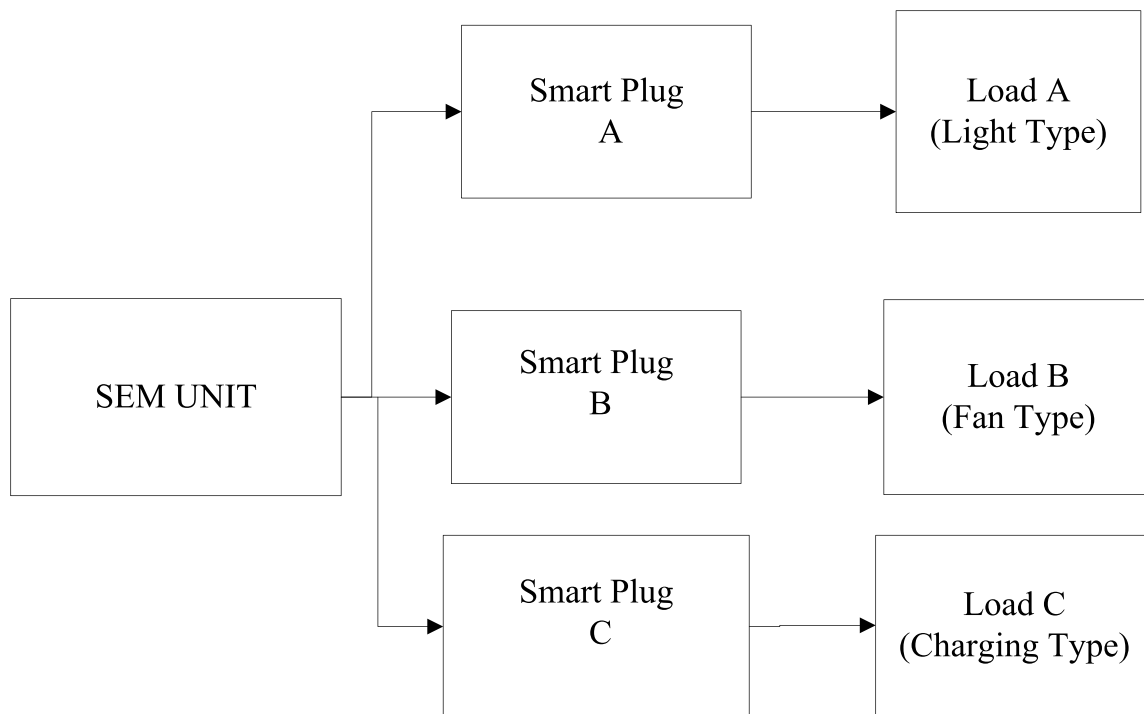 Smart Plug
A
Load A
(Light Type)
SEM UNIT
Smart Plug
B
Load B
(Fan Type)
Smart Plug
C
Load C
(Charging Type)